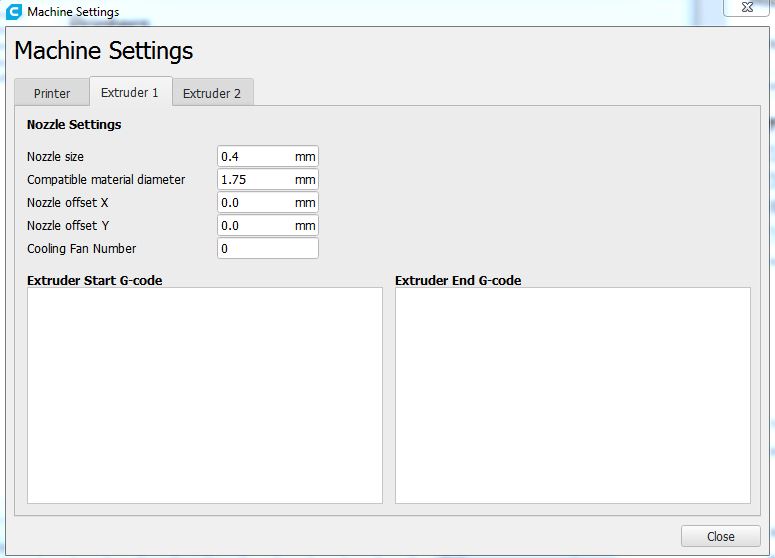 Machine Settings
Machine Settings
Printer
Extruder 1
Extruder 2
Nozzle Settings
Nozzle size 0.4 mm
Compatible material diameter 1.75 mm
Nozzle offset X 0.0 mm
Nozzle offset Y 0.0 mm
Cooling Fan Number 0
Extruder Start G-code
Extruder End G-code
Close